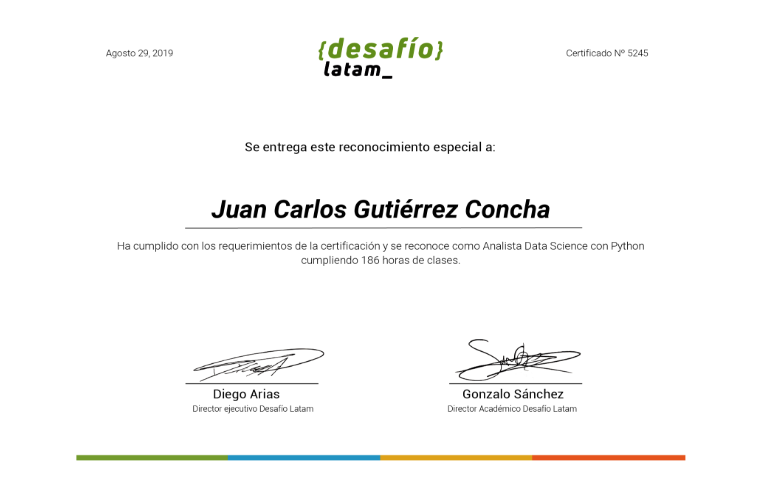 Agosto 29, 2019
{desafío}
latam_
Certificado Nº 5245
Se entrega este reconocimiento especial a:
Juan Carlos Gutiérrez Concha
Ha cumplido con los requerimientos de la certificación y se reconoce como Analista Data Science con Python
cumpliendo 186 horas de clases.
Diego Arias
Director ejecutivo Desafío Latam
Gonzalo Sánchez
Director Académico Desafío Latam